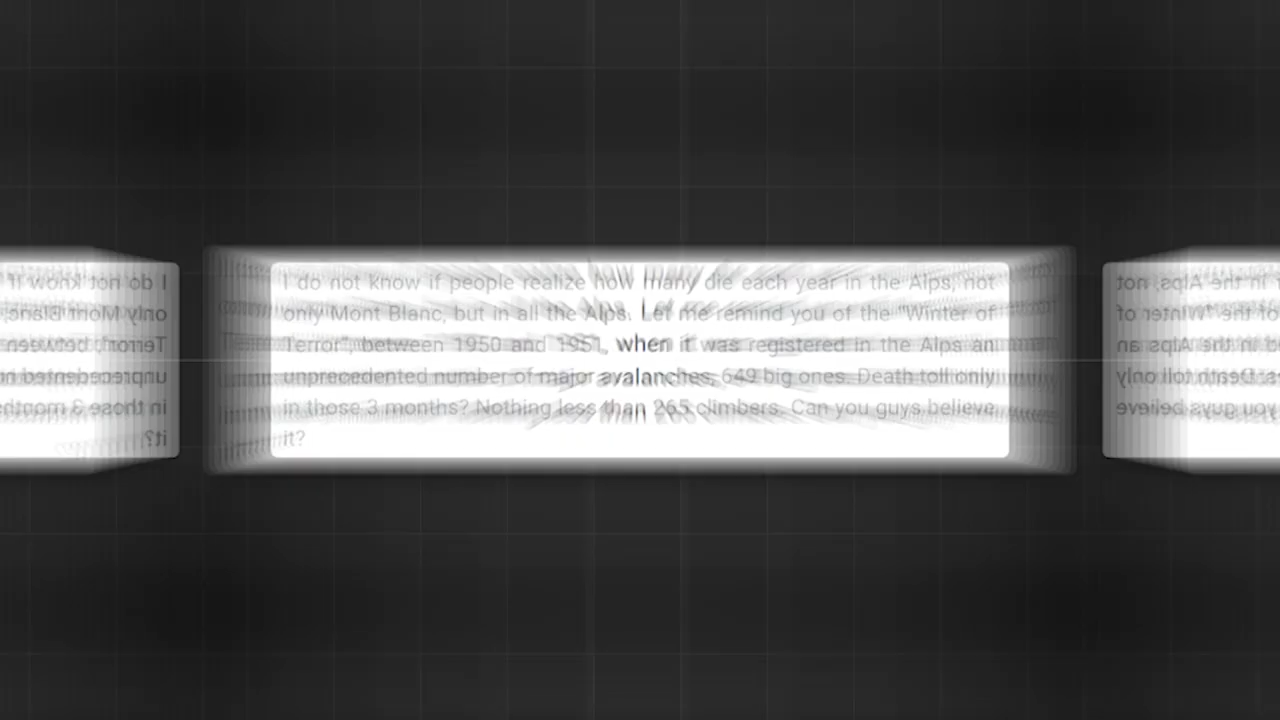 I do not know if people realize how many die each year in the Alps, not
only Mont Blanc, but in all the Alps. Let me remind you of the "Winter of
Terror", between 1950 and 1951, when it was registered in the Alps an
unprecedented number of major avalanches, 649 big ones. Death toll only
in those 3 months? Nothing less than 265 climbers. Can you guys believe
it?